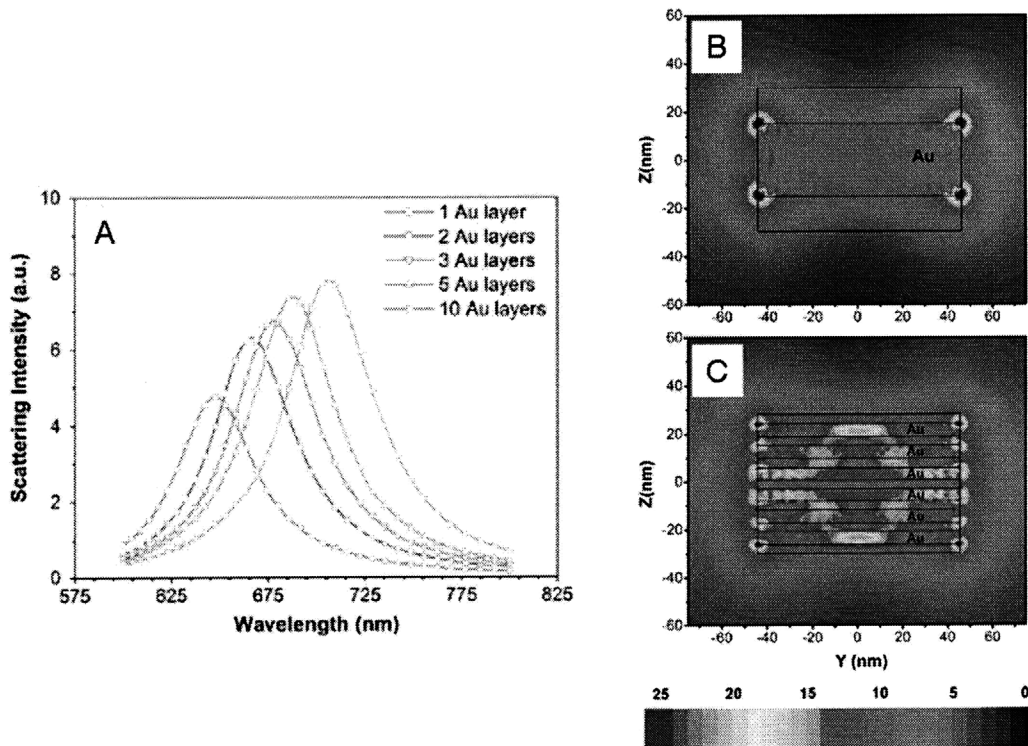 A
Scattering Intensity (a.u.)
10
8
6
4
2
0
1 Au layer
2 Au layers
3 Au layers
5 Au layers
10 Au layers
575 625 675 725 775 825
Wavelength (nm)
B
Z(nm)
60
40
20
0
-20
-40
-60
Au
-60 -40 -20 0 20 40 60
C
Z(nm)
60
40
20
0
-20
-40
-60
Au
Au
Au
Au
Au
Au
-60 -40 -20 0 20 40 60
Y (nm)
25 20 15 10 5 0